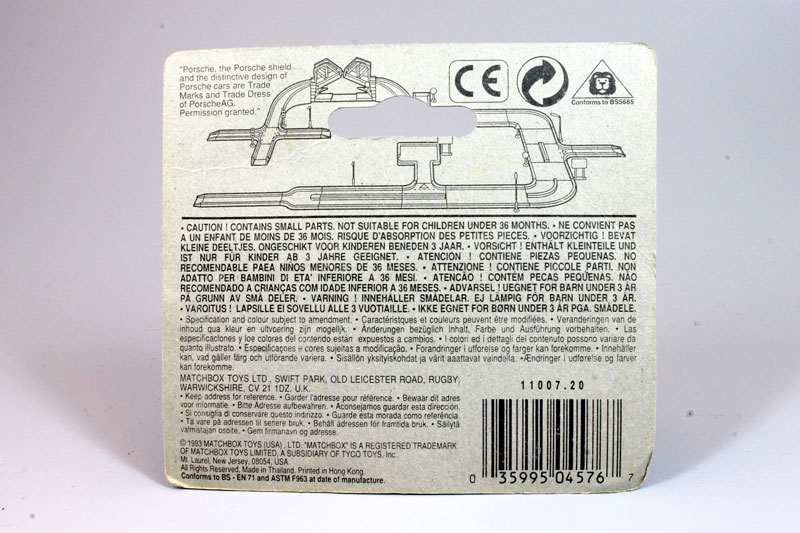 "Porsche, the Porsche shield
and the distinctive design of
Porsche cars are Trade
Marks and Trade Dress
of PorscheAG.
Permission granted."
CE
Conforms to BS5665
• CAUTION ! CONTAINS SMALL PARTS. NOT SUITABLE FOR CHILDREN UNDER 36 MONTHS. • NE CONVIENT PAS
A UN ENFANT DE MOINS DE 36 MOIS. RISQUE D'ABSORPTION DES PETITES PIECES. • VOORZICHTIG ! BEVAT
KLEINE DEELTJES. ONGESCHIKT VOOR KINDEREN BENEDEN 3 JAAR. • VORSICHT ! ENTHÄLT KLEINTEILE UND
IST NUR FÜR KINDER AB 3 JAHRE GEEIGNET. • ATENCION ! CONTIENE PIEZAS PEQUENAS. NO
RECOMENDABLE PAEA NIÑOS MENORES DE 36 MESES. • ATTENZIONE ! CONTIENE PICCOLE PARTI. NON
ADATTO PER BAMBINI DI ETA' INFERIORE A 36 MESI. • ATENÇÃO ! CONTÉM PEÇAS PEQUENAS. NÃO
RECOMENDADO A CRIANÇAS COM IDADE INFERIOR A 36 MESES. • ADVARSEL ! UEGNET FOR BARN UNDER 3 ÅR
PÅ GRUNN AV SMÅ DELER. • VARNING ! INNEHÅLLER SMÅDELAR. EJ LÄMPIG FÖR BARN UNDER 3 ÅR.
• VAROITUS ! LAPSILLE EI SOVELLU ALLE 3 VUOTIAILLE. • IKKE EGNET FOR BØRN UNDER 3 ÅR PGA. SMÅDELE.
• Specification and colour subject to amendment. • Caractéristiques et couleurs peuvent être modifiées. • Veranderingen van de
inhoud qua kleur en uitvoering zijn mogelijk. • Änderungen bezüglich Inhalt, Farbe und Ausführung vorbehalten. • Las
especificaciones y los colores del contenido están expuestos a cambios. • I colori ed i dettagli del contenuto possono variare da
quanto illustrato. • Especificaçoes e cores sujeitas a modificação. • Forandringer i utførelse og farger kan forekomme. • Innehåller
kan, vad gäller färg och utförande variera. • Sisällön yksityiskohdat ja värit saattavat vaihdella. • Ændringer i udførelse og farver
kan forekomme.
MATCHBOX TOYS LTD., SWIFT PARK, OLD LEICESTER ROAD, RUGBY,
WARWICKSHIRE, CV 21 1DZ. U.K.
• Keep address for reference. • Garder l'adresse pour référence. • Bewaar dit adres
voor informatie. • Bitte Adresse aufbewahren. • Aconsejamos guardar esta dirección.
• Si consiglia di conservare questo indirizzo. • Guarde esta morada como referência.
• Ta vare på adressen til senere bruk. • Behåll adressen för framtida bruk. • Säilytä
valmistajan osoite. • Gem firmanavn og adresse.
11007.20
© 1993 MATCHBOX TOYS (USA), LTD. "MATCHBOX" IS A REGISTERED TRADEMARK
OF MATCHBOX TOYS LIMITED, A SUBSIDIARY OF TYCO TOYS, Inc.
Mt. Laurel, New Jersey, 08054, USA.
All Rights Reserved. Made in Thailand. Printed in Hong Kong.
Conforms to BS - EN 71 and ASTM F963 at date of manufacture.
0 35995 04576 7